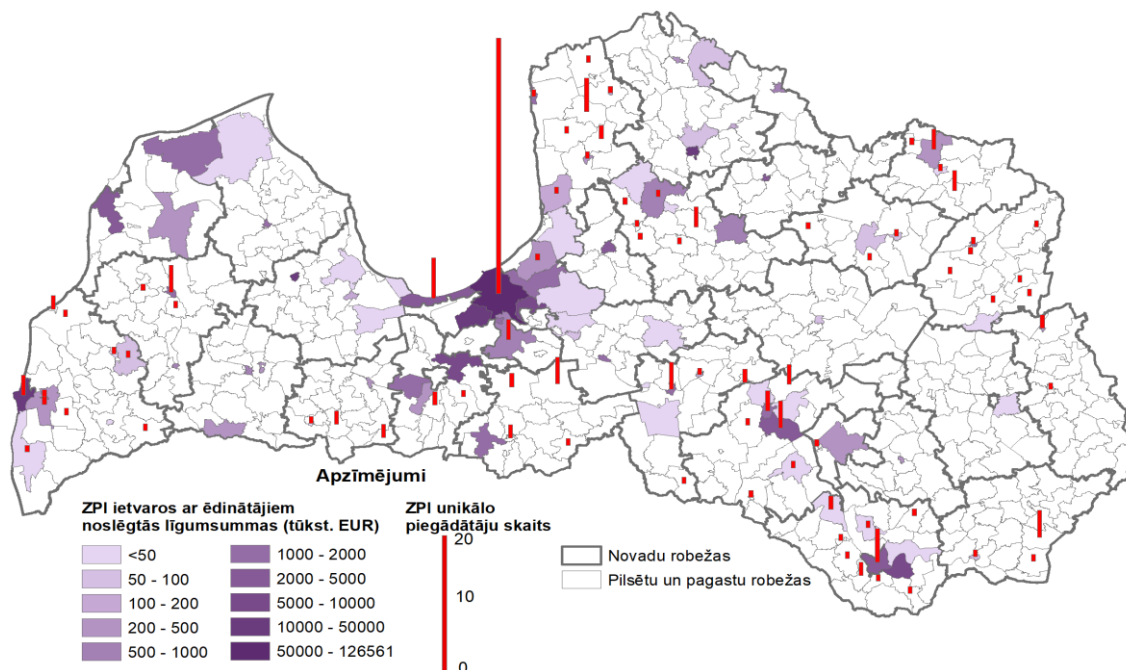 Apzīmējumi
ZPI ietvaros ar ēdinātājiem
noslēgtās līgumsummas (tūkst. EUR)
<50
50 - 100
100 - 200
200 - 500
500 - 1000
1000 - 2000
2000 - 5000
5000 - 10000
10000 - 50000
50000 - 126561
ZPI unikālo
piegādātāju skaits
20
10
0
Novadu robežas
Pilsētu un pagastu robežas